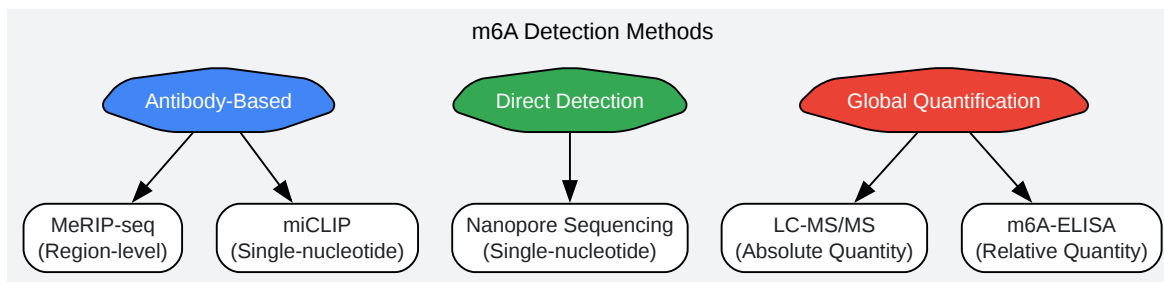 m6A Detection Methods
Antibody-Based
Direct Detection
Global Quantification
MeRIP-seq
(Region-level)
miCLIP
(Single-nucleotide)
Nanopore Sequencing
(Single-nucleotide)
LC-MS/MS
(Absolute Quantity)
m6A-ELISA
(Relative Quantity)